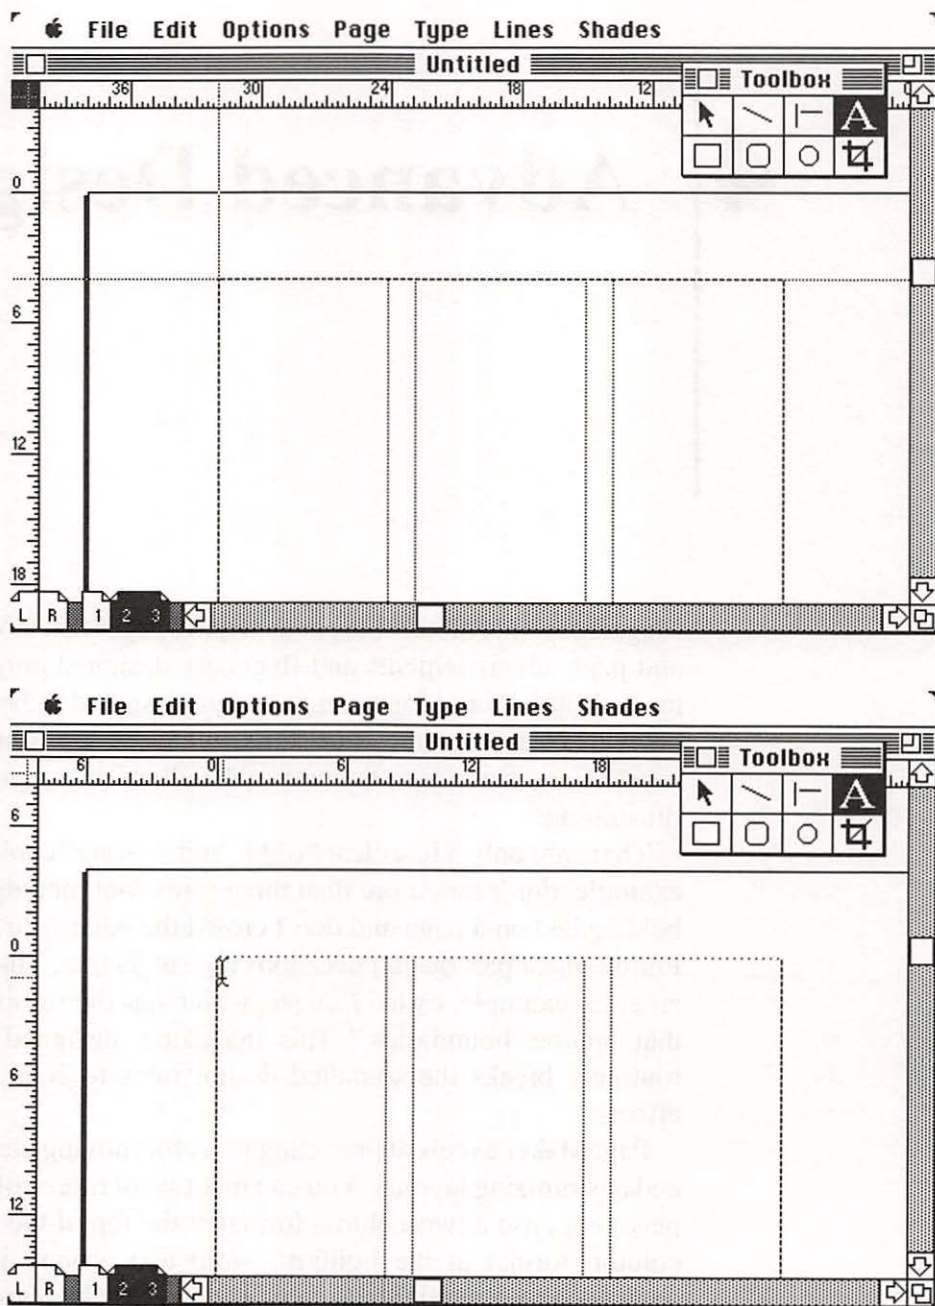 File Edit Options Page Type Lines Shades
Untitled
Toolbox
36 30 24 18 12
A
0
6
12
18
L R 1 2 3
File Edit Options Page Type Lines Shades
Untitled
Toolbox
6 0 6 12 18
A
6
0
6
12
L R 1 2 3